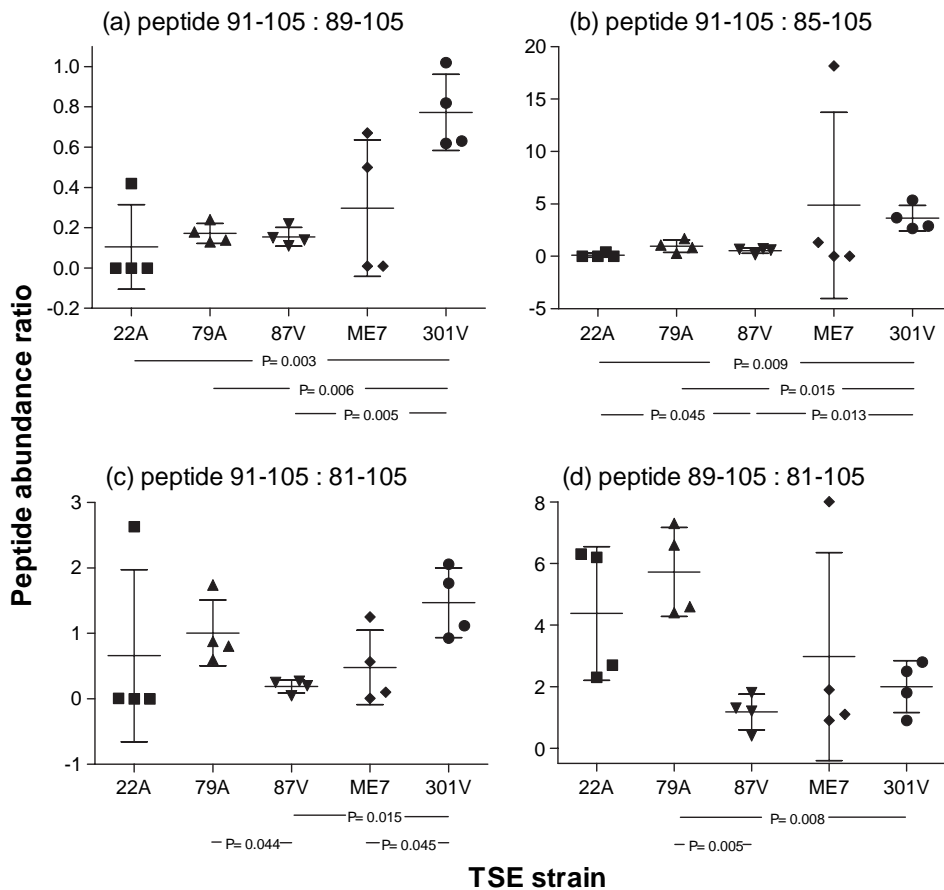 (a) peptide 91-105 : 89-105
1.0
0.8
0.6
0.4
0.2
0.0
-0.2
22A 79A 87V ME7 301V
P= 0.003
P= 0.006
P= 0.005
(b) peptide 91-105 : 85-105
20
15
10
5
0
-5
22A 79A 87V ME7 301V
P= 0.009
P= 0.015
P= 0.045 P= 0.013
Peptide abundance ratio
(c) peptide 91-105 : 81-105
3
2
1
0
-1
22A 79A 87V ME7 301V
P= 0.015
P= 0.044 P= 0.045
(d) peptide 89-105 : 81-105
8
6
4
2
0
22A 79A 87V ME7 301V
P= 0.008
P= 0.005
TSE strain